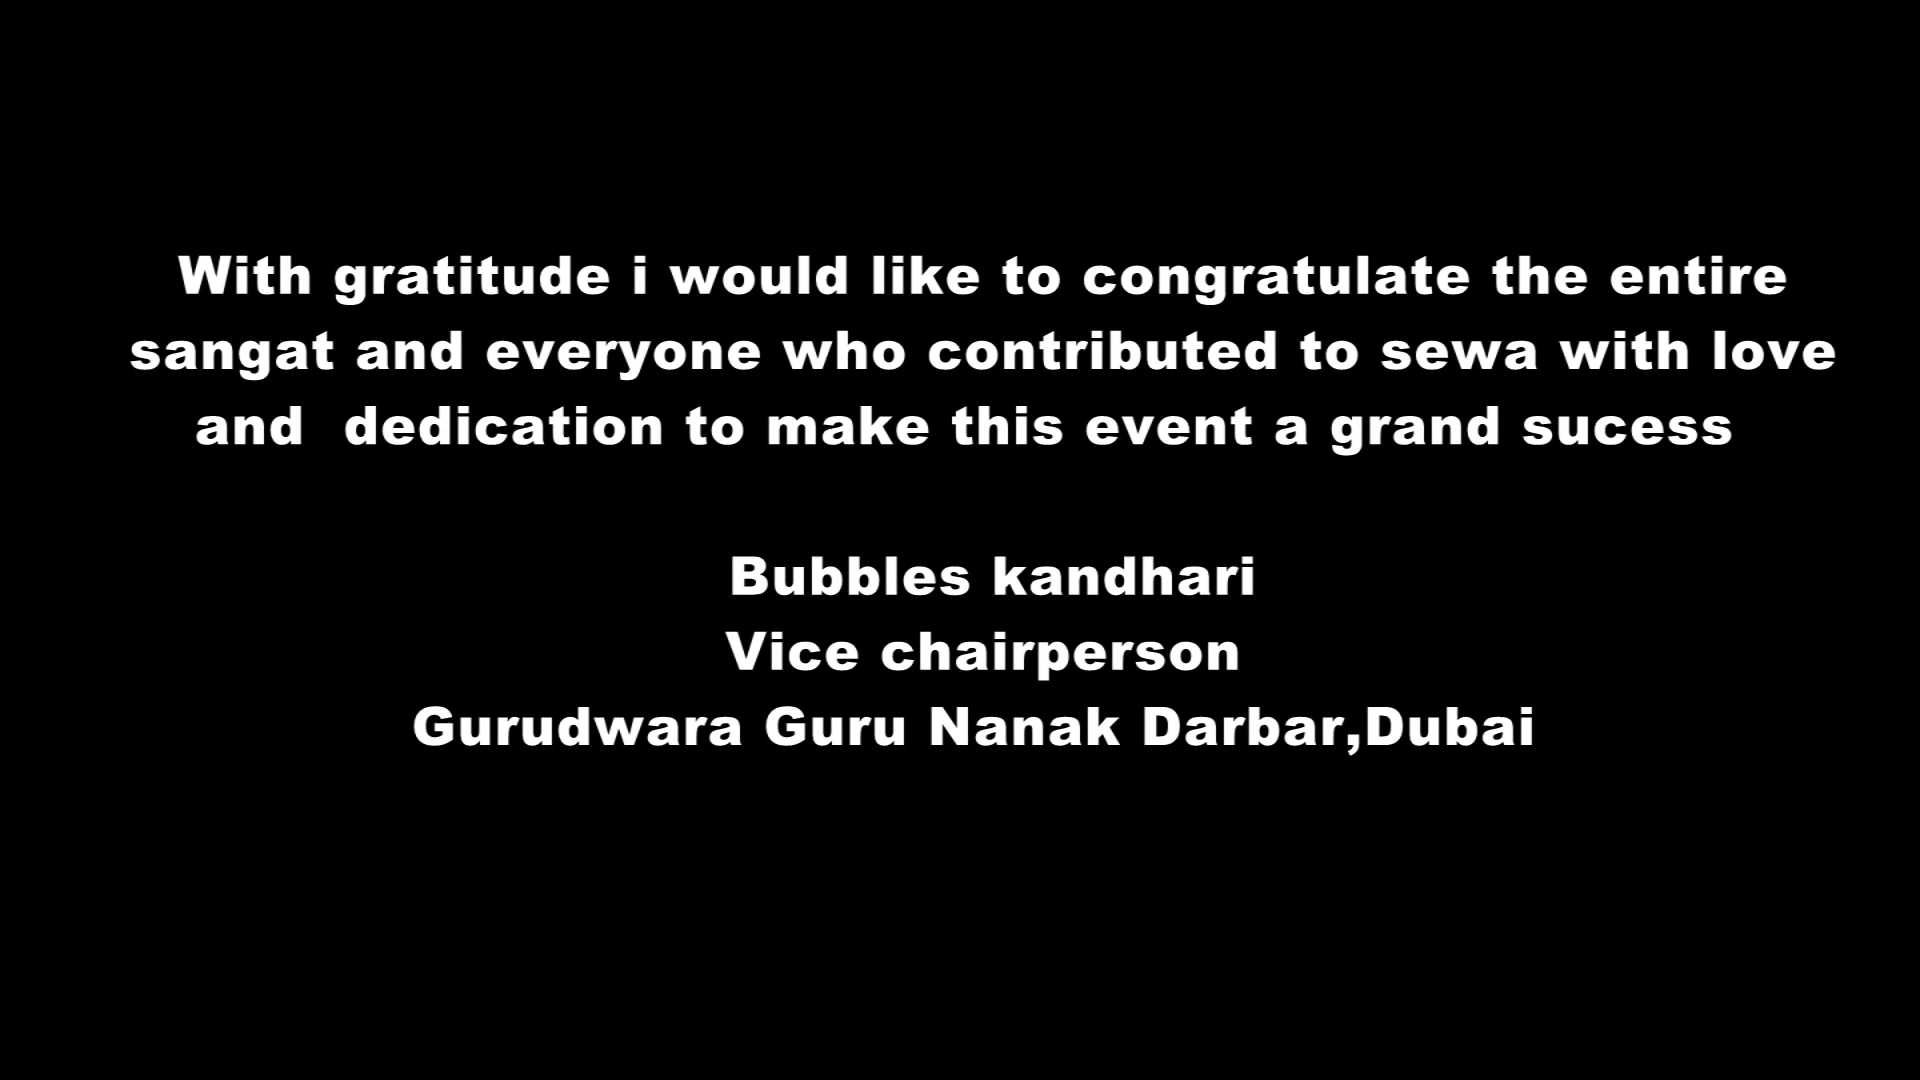 With gratitude i would like to congratulate the entire
sangat and everyone who contributed to sewa with love
and  dedication to make this event a grand sucess
Bubbles kandhari
Vice chairperson
Gurudwara Guru Nanak Darbar,Dubai